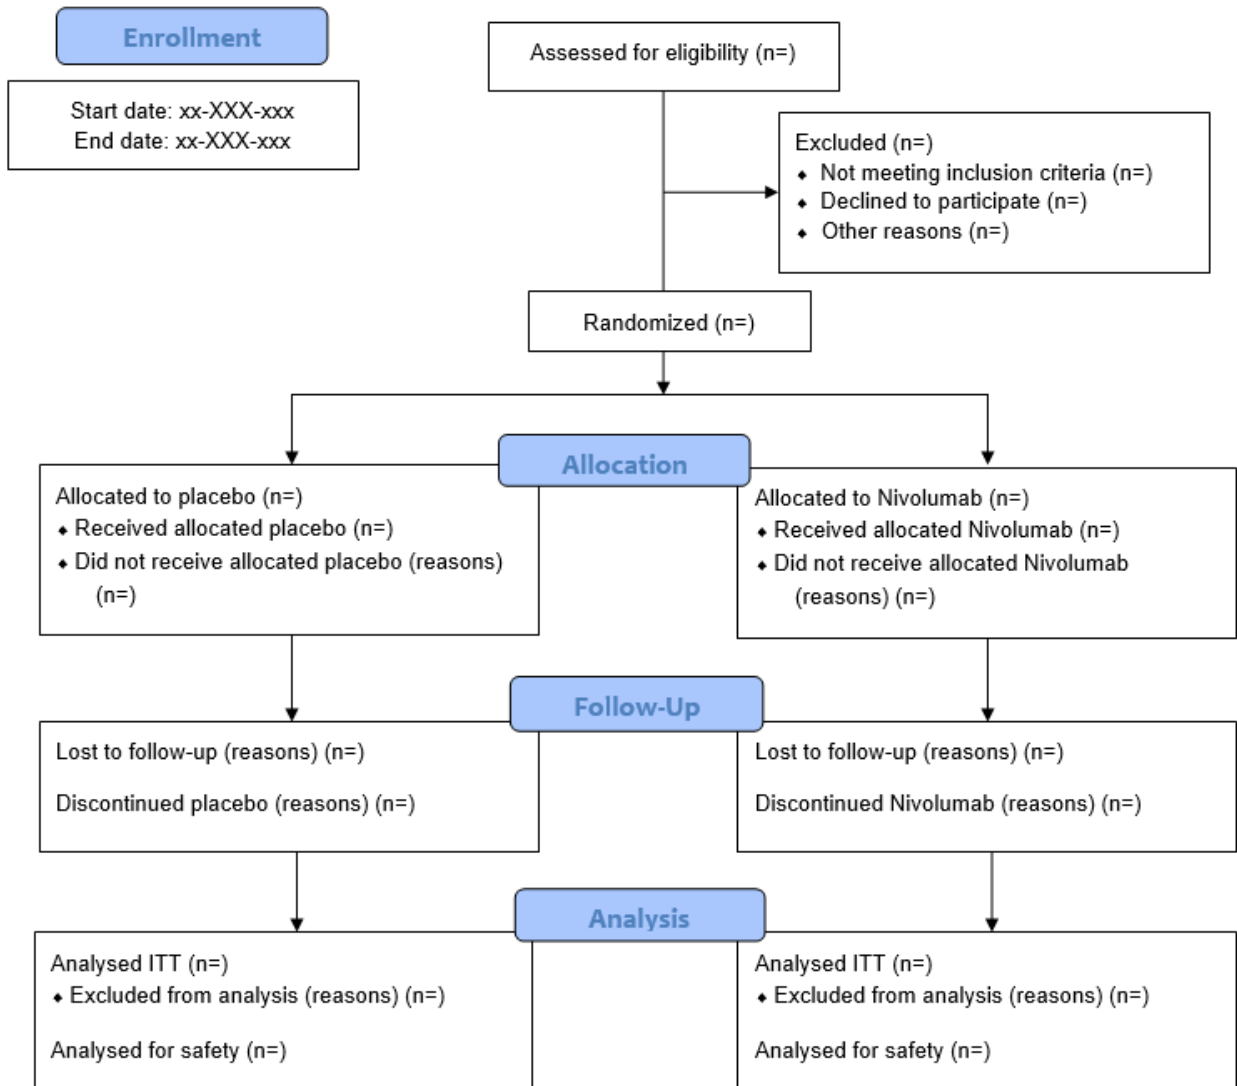 Enrollment
Start date: xx-XXX-xxx
End date: xx-XXX-xxx
Assessed for eligibility (n=)
Excluded (n=)
⬥ Not meeting inclusion criteria (n=)
⬥ Declined to participate (n=)
⬥ Other reasons (n=)
Randomized (n=)
Allocation
Allocated to placebo (n=)
⬥ Received allocated placebo (n=)
⬥ Did not receive allocated placebo (reasons)
(n=)
Allocated to Nivolumab (n=)
⬥ Received allocated Nivolumab (n=)
⬥ Did not receive allocated Nivolumab
(reasons) (n=)
Follow-Up
Lost to follow-up (reasons) (n=)
Discontinued placebo (reasons) (n=)
Lost to follow-up (reasons) (n=)
Discontinued Nivolumab (reasons) (n=)
Analysis
Analysed ITT (n=)
⬥ Excluded from analysis (reasons) (n=)
Analysed for safety (n=)
Analysed ITT (n=)
⬥ Excluded from analysis (reasons) (n=)
Analysed for safety (n=)